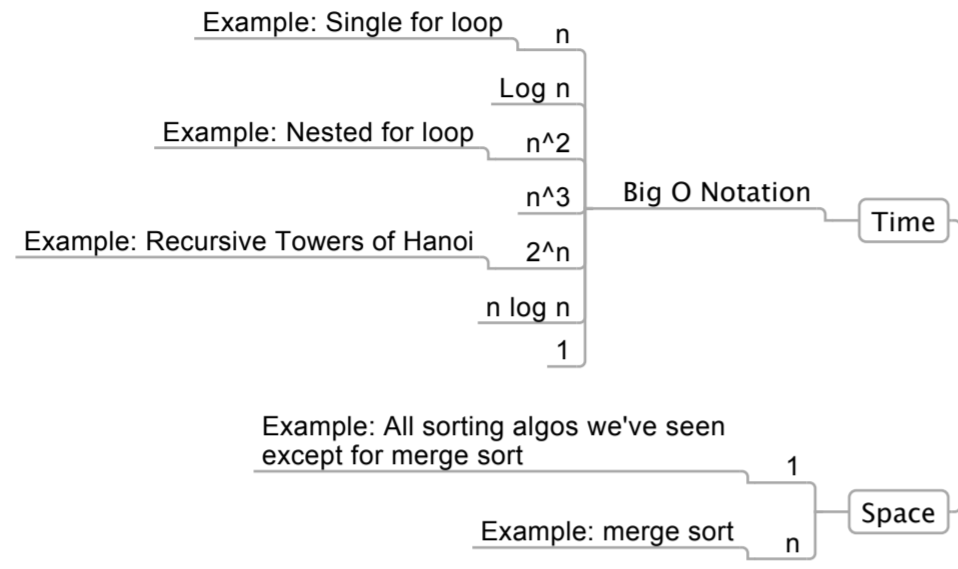 Example: Single for loop
n
Log n
Example: Nested for loop
n^2
n^3
Big O Notation
Time
Example: Recursive Towers of Hanoi
2^n
n log n
1
Example: All sorting algos we've seen
except for merge sort
1
Space
Example: merge sort
n